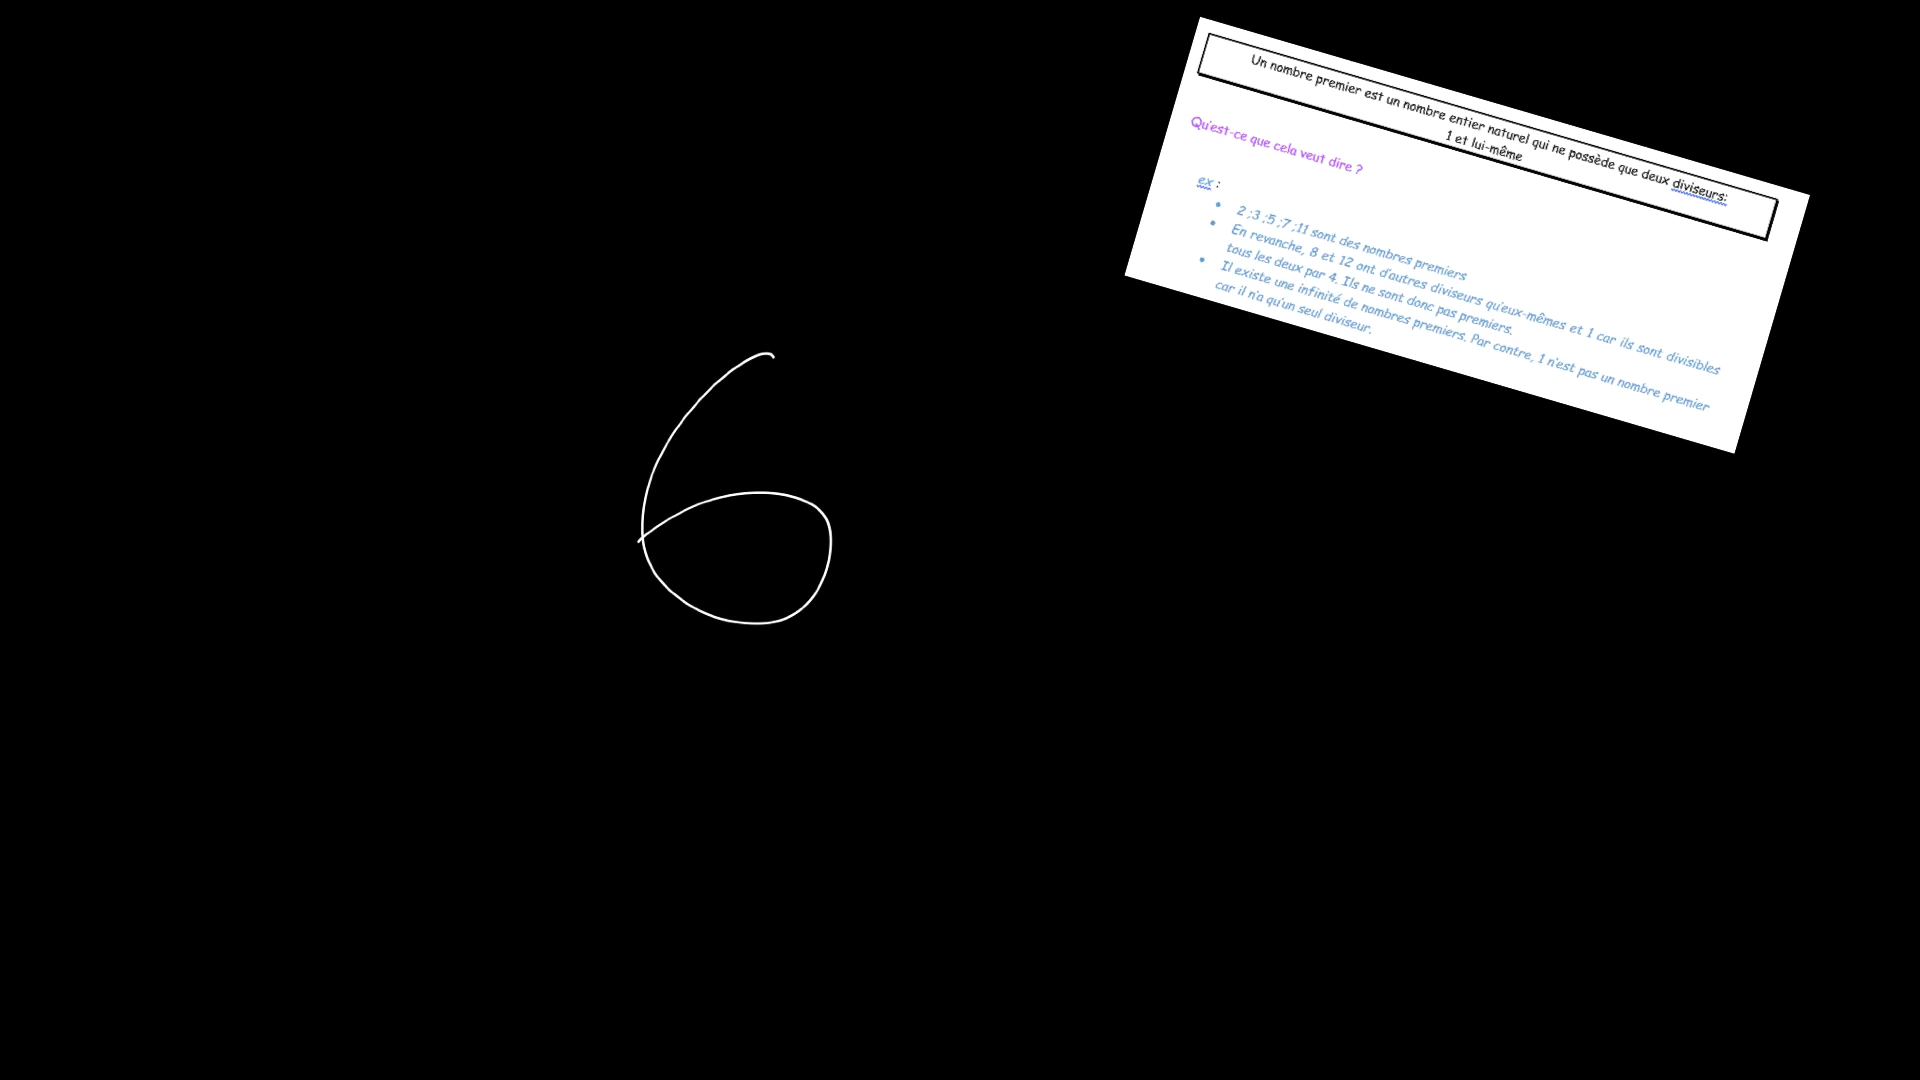 Un nombre premier est un nombre entier naturel qui ne possède que deux diviseurs:
1 et lui-même
Qu'est-ce que cela veut dire ?
ex :
• 2 ;3 ;5 ;7 ;11 sont des nombres premiers
• En revanche, 8 et 12 ont d'autres diviseurs qu'eux-mêmes et 1 car ils sont divisibles
tous les deux par 4. Ils ne sont donc pas premiers.
• Il existe une infinité de nombres premiers. Par contre, 1 n'est pas un nombre premier
car il n'a qu'un seul diviseur.
6